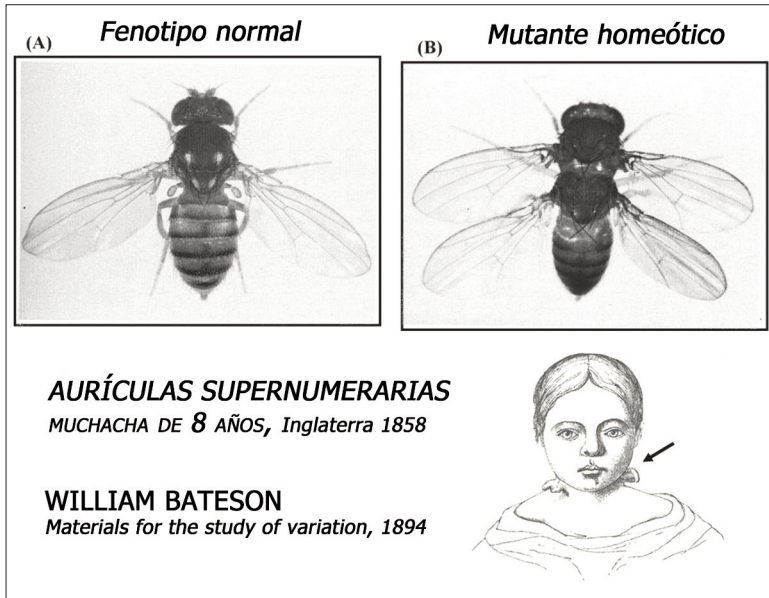 Fenotipo normal
(A)
Mutante homeótico
(B)
AURÍCULAS SUPERNUMERARIAS
MUCHACHA DE 8 AÑOS, Inglaterra 1858
WILLIAM BATESON
Materials for the study of variation, 1894